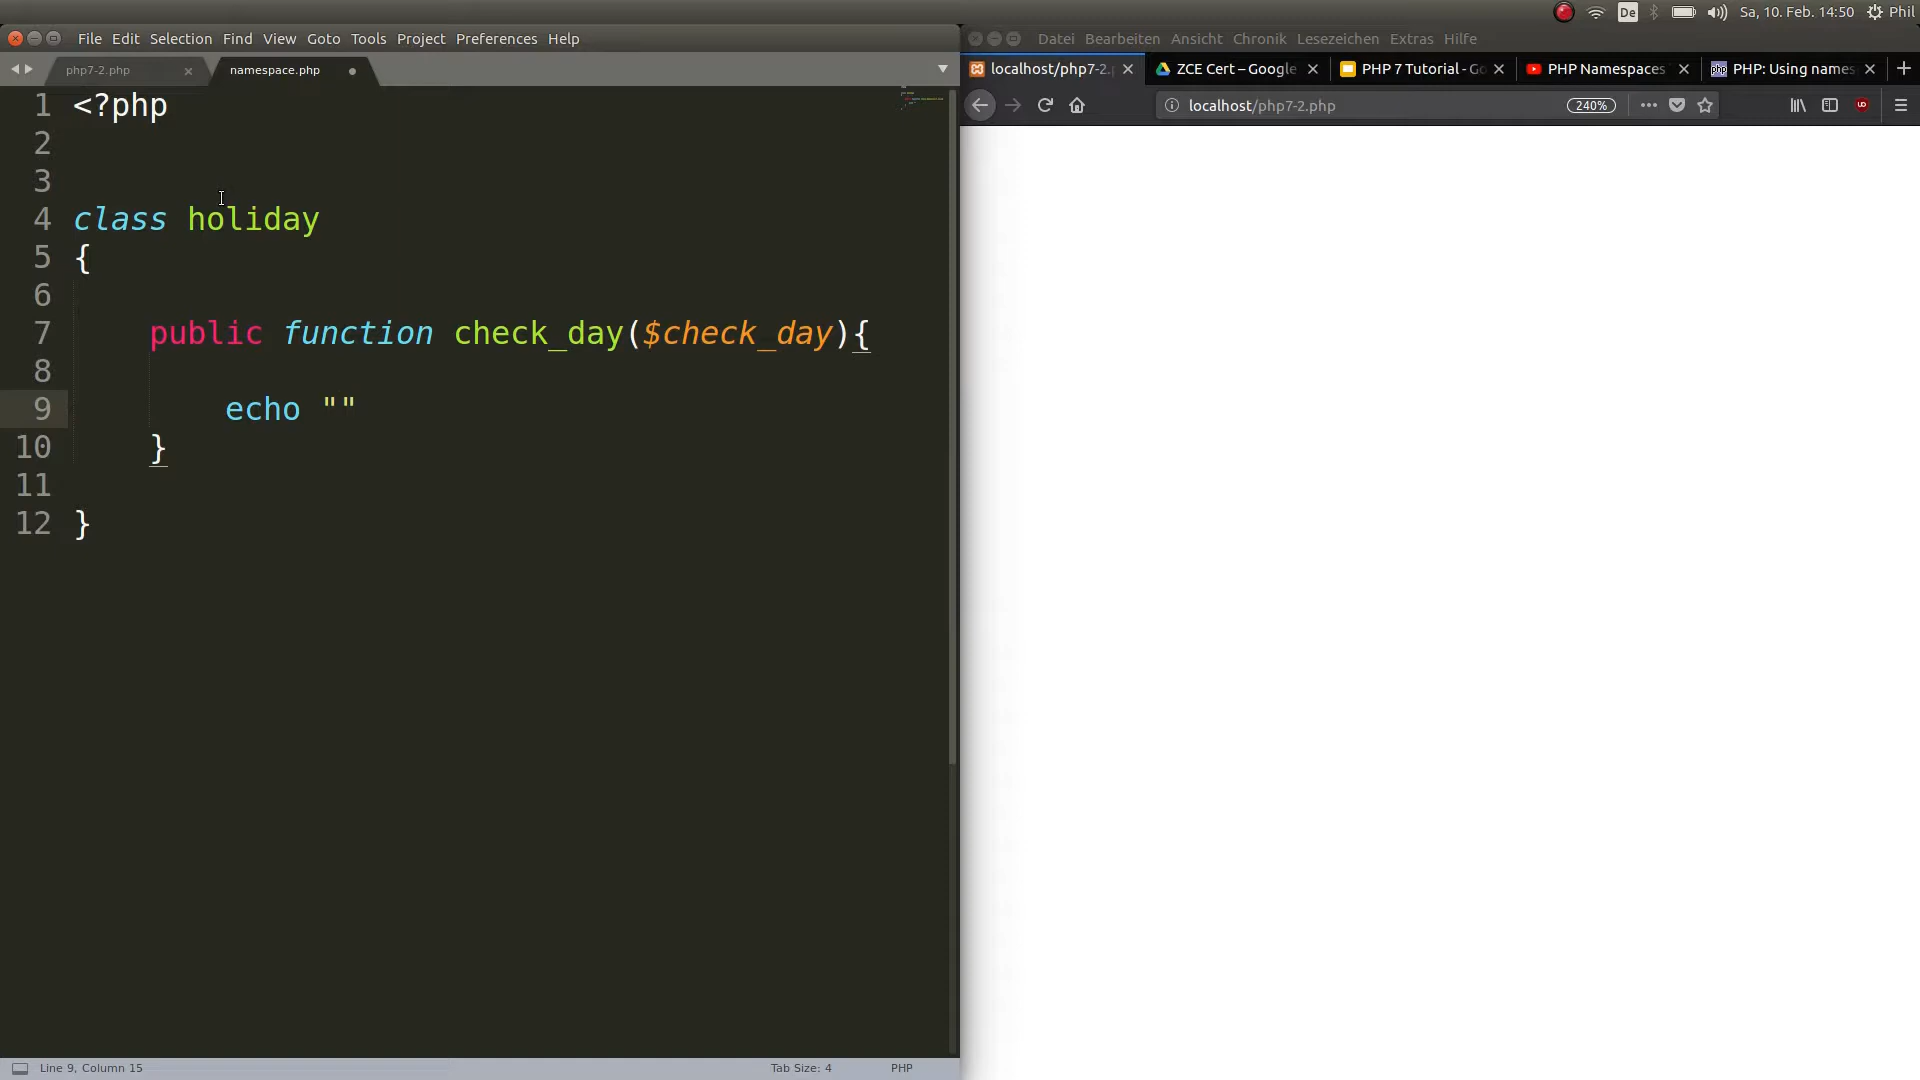 De Sa, 10. Feb. 14:50 Phil
File Edit Selection Find View Goto Tools Project Preferences Help
Datei Bearbeiten Ansicht Chronik Lesezeichen Extras Hilfe
php7-2.php namespace.php
localhost/php7-2. ZCE Cert – Google PHP 7 Tutorial - Go PHP Namespaces php PHP: Using names
localhost/php7-2.php 240%
1 <?php
2
3
4 class holiday
5 {
6
7 public function check_day($check_day){
8
9 echo ""
10 }
11
12 }
Line 9, Column 15 Tab Size: 4 PHP